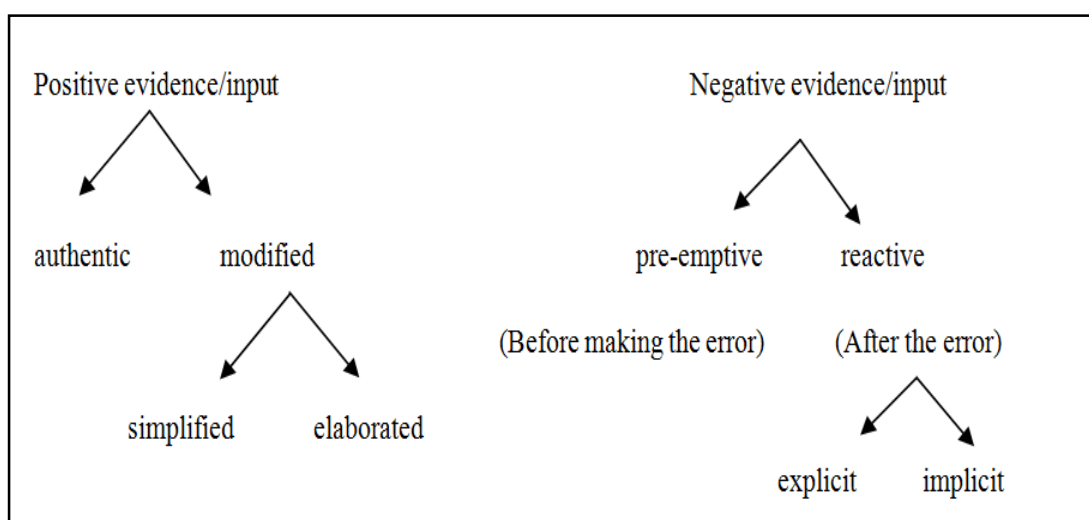 Positive evidence/input
Negative evidence/input
authentic
modified
pre-emptive
reactive
(Before making the error)
(After the error)
simplified
elaborated
explicit
implicit